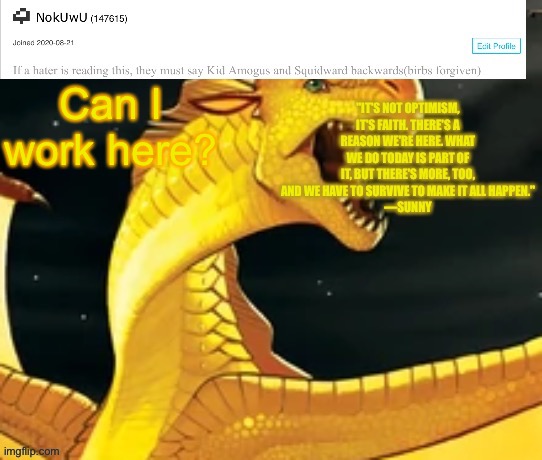 NokUwU (147615)
Joined 2020-08-21
Edit Profile
If a hater is reading this, they must say Kid Amogus and Squidward backwards(birbs forgiven)
Can I
work here?
"IT'S NOT OPTIMISM,
IT'S FAITH. THERE'S A
REASON WE'RE HERE. WHAT
WE DO TODAY IS PART OF
IT, BUT THERE'S MORE, TOO,
AND WE HAVE TO SURVIVE TO MAKE IT ALL HAPPEN."
—SUNNY
imgflip.com